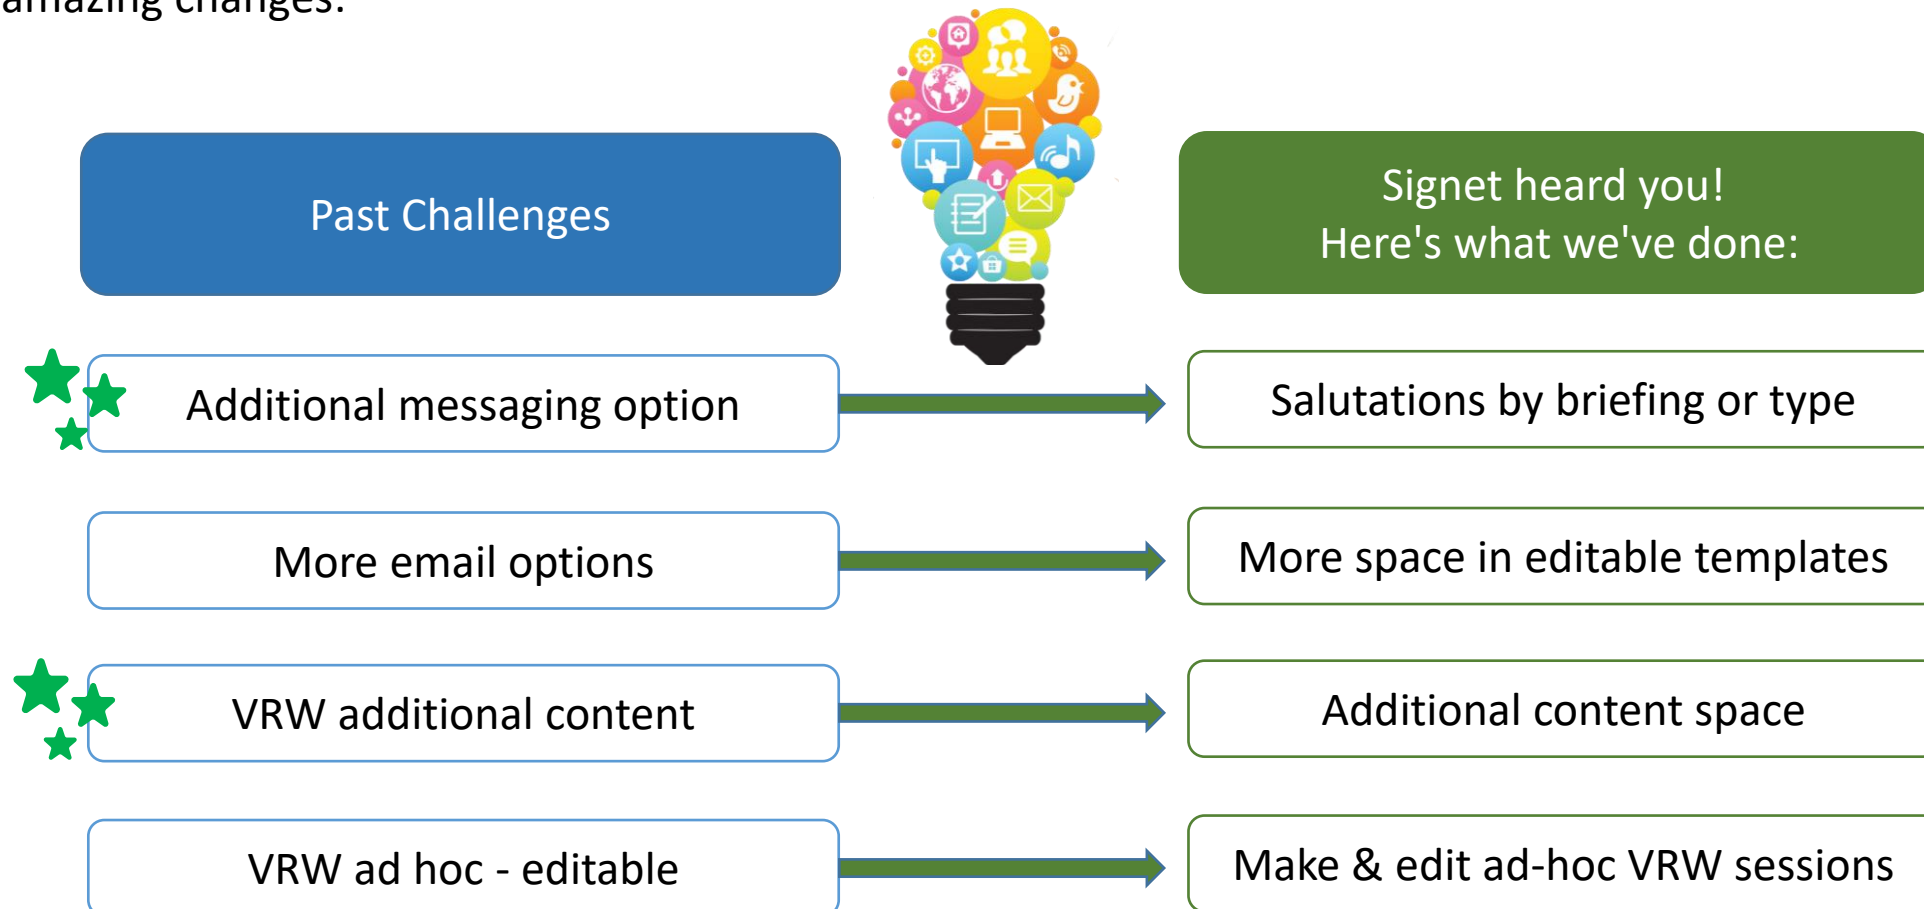 amazing changes:
Past Challenges
Signet heard you!
Here's what we've done:
Additional messaging option
Salutations by briefing or type
More email options
More space in editable templates
VRW additional content
Additional content space
VRW ad hoc - editable
Make & edit ad-hoc VRW sessions